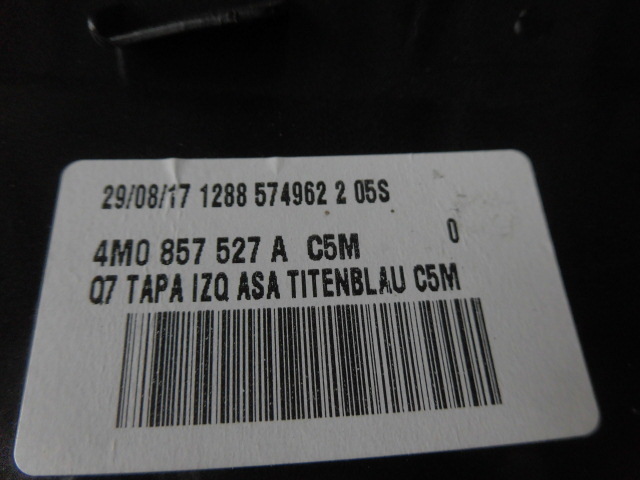 29/08/17 1288 574962 2 05S
4M0 857 527 A C5M 0
Q7 TAPA IZQ ASA TITENBLAU C5M